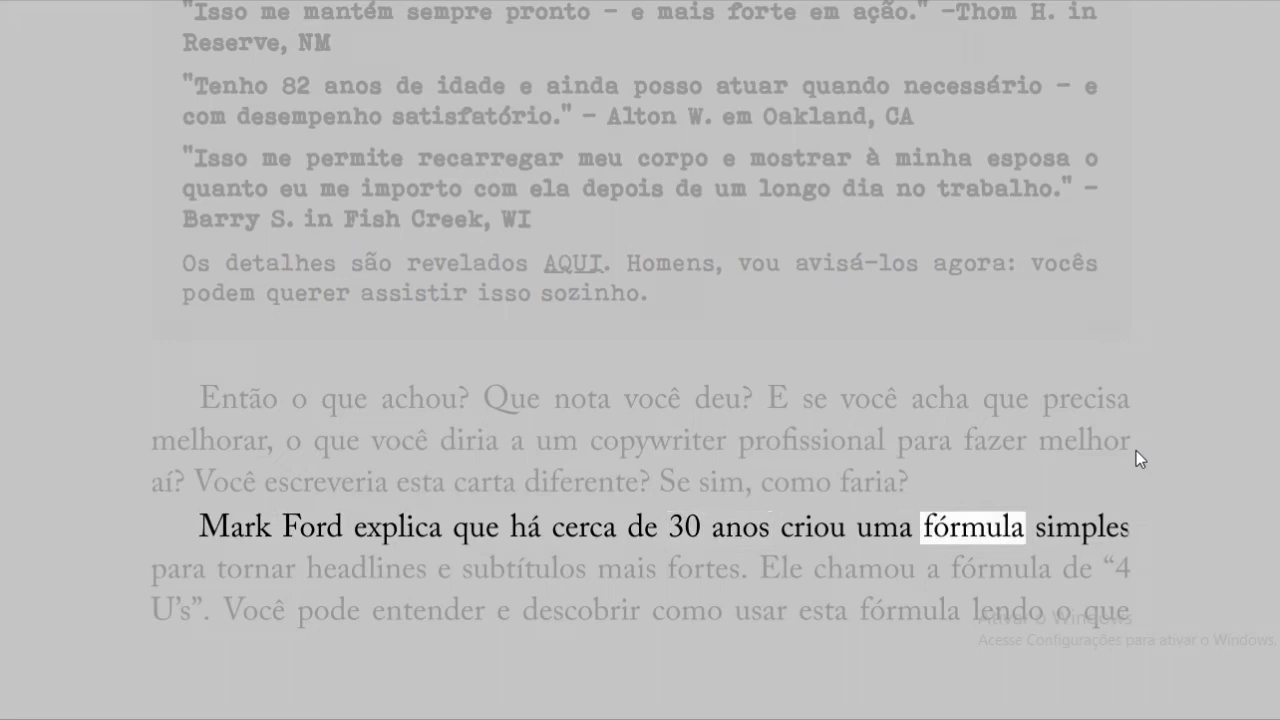 "Isso me mantém sempre pronto - e mais forte em ação." -Thom H. in
Reserve, NM
"Tenho 82 anos de idade e ainda posso atuar quando necessário - e
com desempenho satisfatório." - Alton W. em Oakland, CA
"Isso me permite recarregar meu corpo e mostrar à minha esposa o
quanto eu me importo com ela depois de um longo dia no trabalho." -
Barry S. in Fish Creek, WI
Os detalhes são revelados AQUI. Homens, vou avisá-los agora: vocês
podem querer assistir isso sozinho.
Então o que achou? Que nota você deu? E se você acha que precisa
melhorar, o que você diria a um copywriter profissional para fazer melhor
aí? Você escreveria esta carta diferente? Se sim, como faria?
Mark Ford explica que há cerca de 30 anos criou uma fórmula simples
para tornar headlines e subtítulos mais fortes. Ele chamou a fórmula de “4
U’s”. Você pode entender e descobrir como usar esta fórmula lendo o que
Ativar o Windows
Acesse Configurações para ativar o Windows.